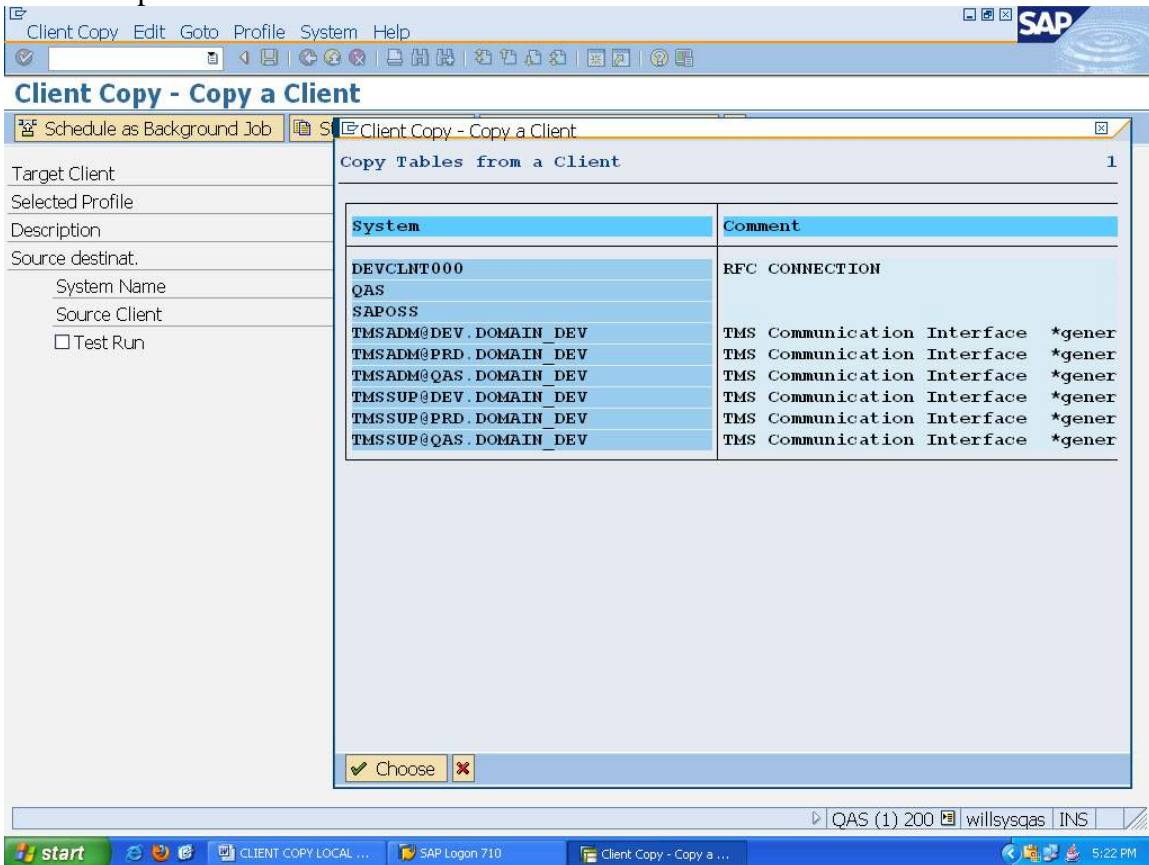 Client Copy Edit Goto Profile System Help
SAP
Client Copy - Copy a Client
Schedule as Background Job
Client Copy - Copy a Client
Copy Tables from a Client 1
Target Client
Selected Profile
Description
Source destinat.
System Name
Source Client
Test Run
System Comment
DEVCLNT000 RFC CONNECTION
QAS
SAPOSS
TMSADM@DEV.DOMAIN_DEV TMS Communication Interface *gener
TMSADM@PRD.DOMAIN_DEV TMS Communication Interface *gener
TMSADM@QAS.DOMAIN_DEV TMS Communication Interface *gener
TMSSUP@DEV.DOMAIN_DEV TMS Communication Interface *gener
TMSSUP@PRD.DOMAIN_DEV TMS Communication Interface *gener
TMSSUP@QAS.DOMAIN_DEV TMS Communication Interface *gener
Choose
QAS (1) 200 willsysqas INS
start CLIENT COPY LOCAL ... SAP Logon 710 Client Copy - Copy a ... 5:22 PM